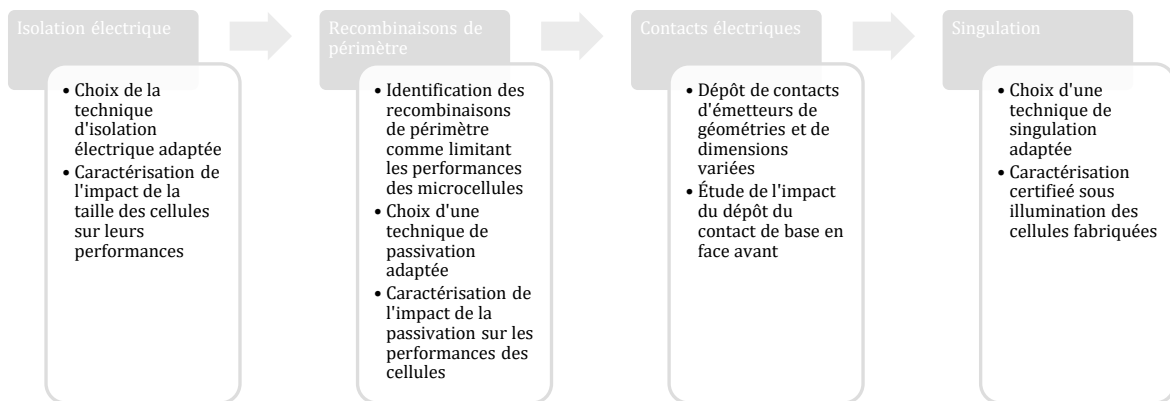 Isolation électrique
• Choix de la
technique
d'isolation
électrique adaptée
• Caractérisation de
l'impact de la
taille des cellules
sur leurs
performances
Recombinaisons de
périmètre
• Identification des
recombinaisons
de périmètre
comme limitant
les performances
des microcellules
• Choix d'une
technique de
passivation
adaptée
• Caractérisation de
l'impact de la
passivation sur les
performances des
cellules
Contacts électriques
• Dépôt de contacts
d'émetteurs de
géométries et de
dimensions
variées
• Étude de l'impact
du dépôt du
contact de base en
face avant
Singulation
• Choix d'une
technique de
singulation
adaptée
• Caractérisation
certifieé sous
illumination des
cellules fabriquées